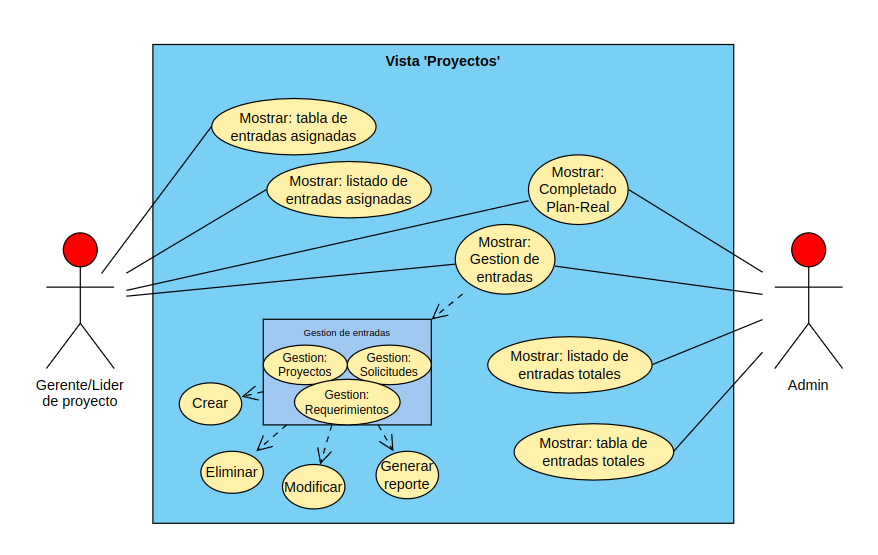 Vista 'Proyectos'
Mostrar: tabla de
entradas asignadas
Mostrar: listado de
entradas asignadas
Mostrar:
Completado
Plan-Real
Mostrar:
Gestion de
entradas
Gestion de entradas
Gestion:
Proyectos
Gestion:
Solicitudes
Gestion:
Requerimientos
Mostrar: listado de
entradas totales
Gerente/Lider
de proyecto
Admin
Crear
Mostrar: tabla de
entradas totales
Eliminar
Modificar
Generar
reporte